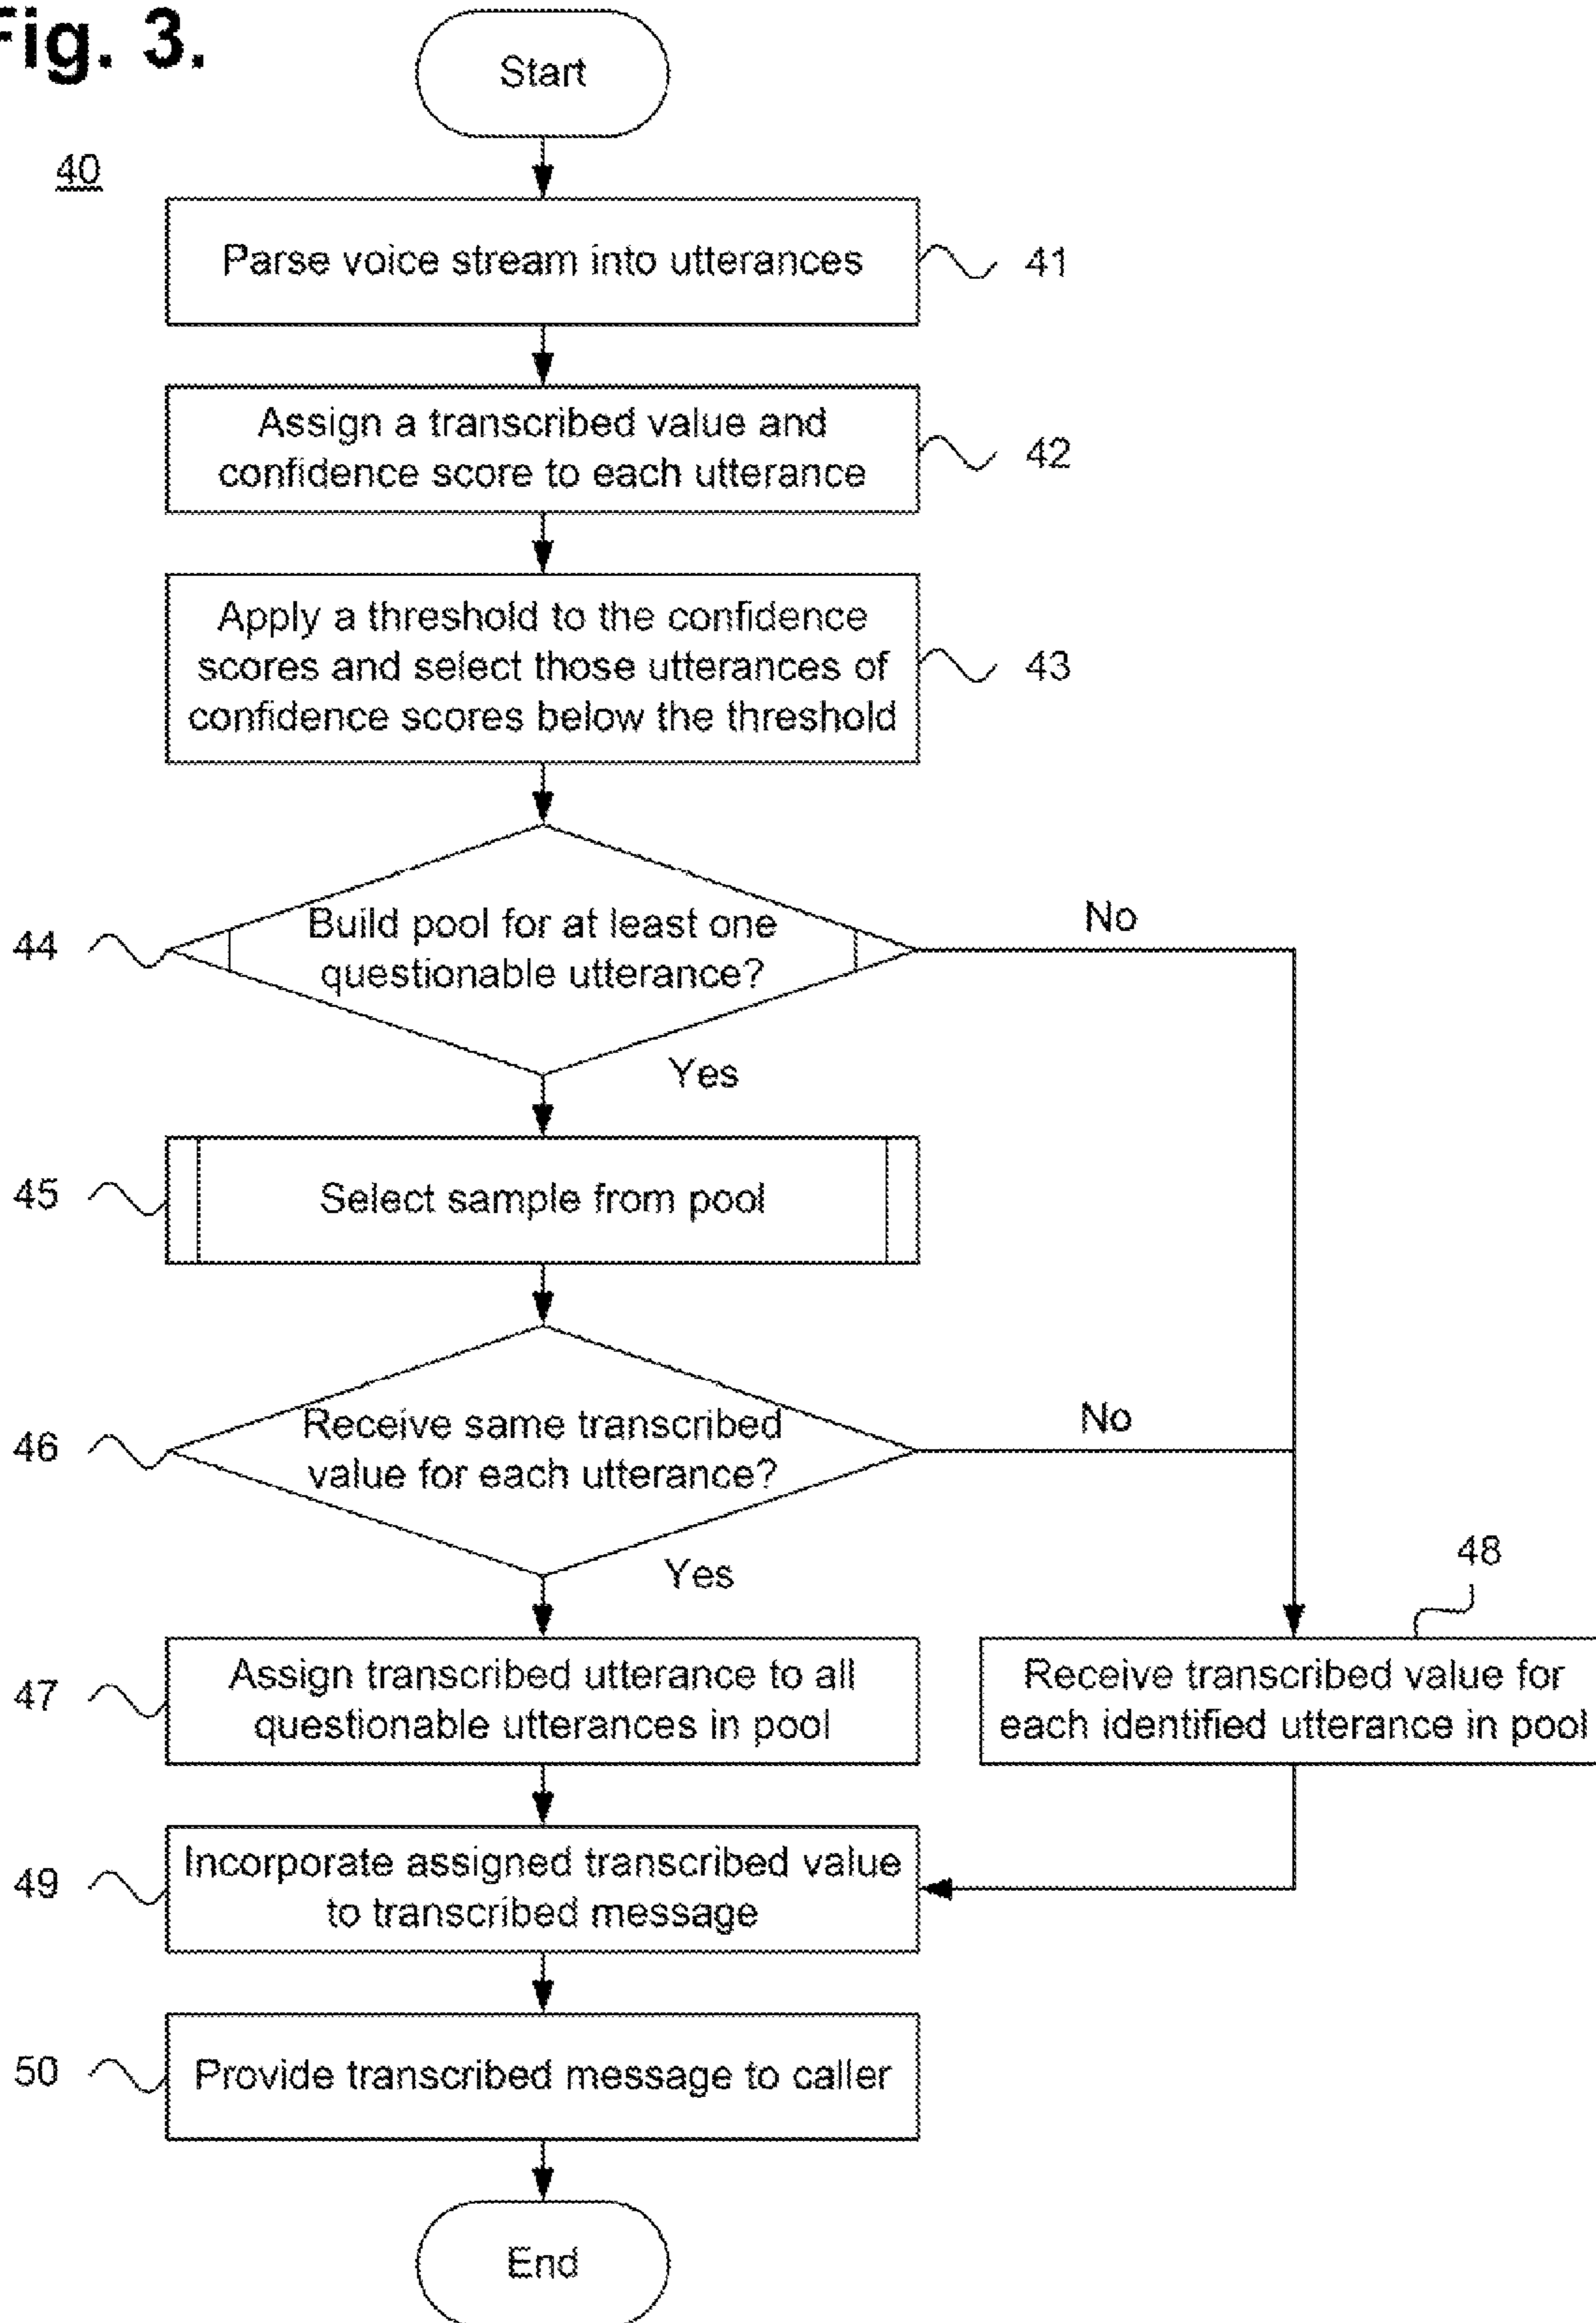 Fig. 3.
Start
40
Parse voice stream into utterances
41
Assign a transcribed value and
confidence score to each utterance
42
Apply a threshold to the confidence
scores and select those utterances of
confidence scores below the threshold
43
44
Build pool for at least one
questionable utterance?
No
Yes
45
Select sample from pool
46
Receive same transcribed
value for each utterance?
No
Yes
48
47
Assign transcribed utterance to all
questionable utterances in pool
Receive transcribed value for
each identified utterance in pool
49
Incorporate assigned transcribed value
to transcribed message
50
Provide transcribed message to caller
End